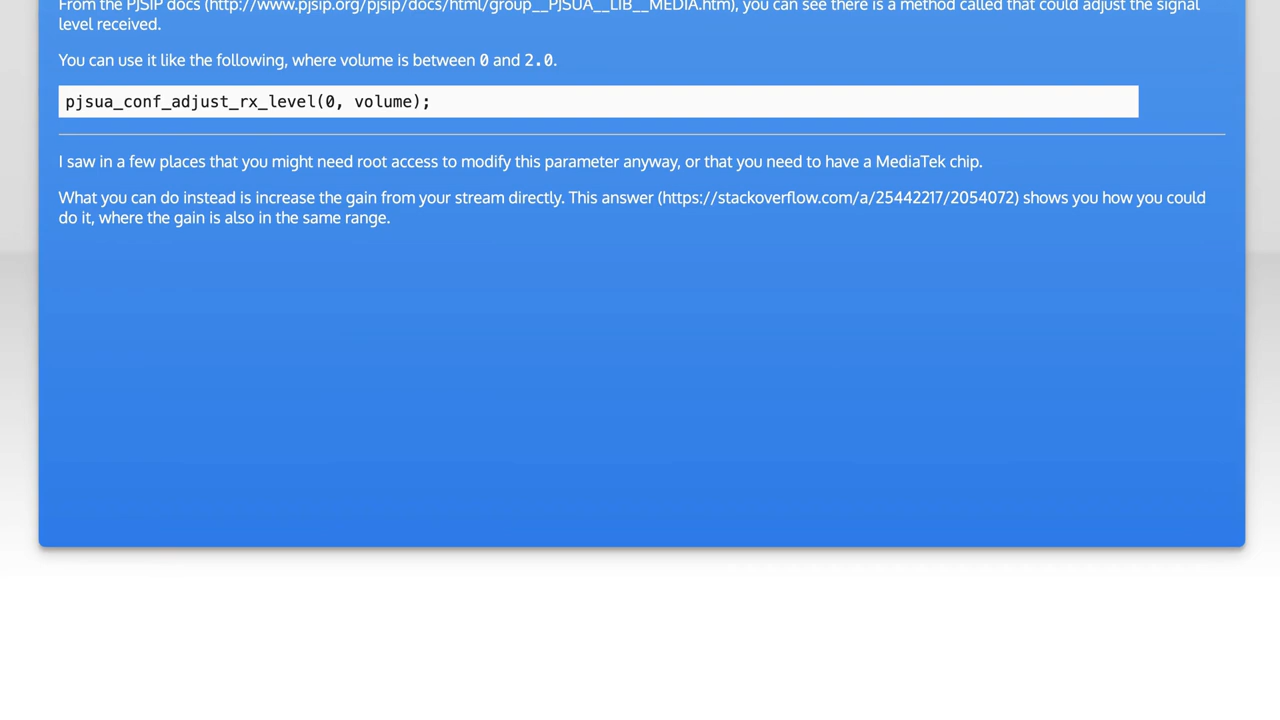 From the PJSIP docs (http://www.pjsip.org/pjsip/docs/html/group__PJSUA__LIB__MEDIA.htm), you can see there is a method called that could adjust the signal
level received.
You can use it like the following, where volume is between 0 and 2.0.
pjsua_conf_adjust_rx_level(0, volume);
I saw in a few places that you might need root access to modify this parameter anyway, or that you need to have a MediaTek chip.
What you can do instead is increase the gain from your stream directly. This answer (https://stackoverflow.com/a/25442217/2054072) shows you how you could
do it, where the gain is also in the same range.